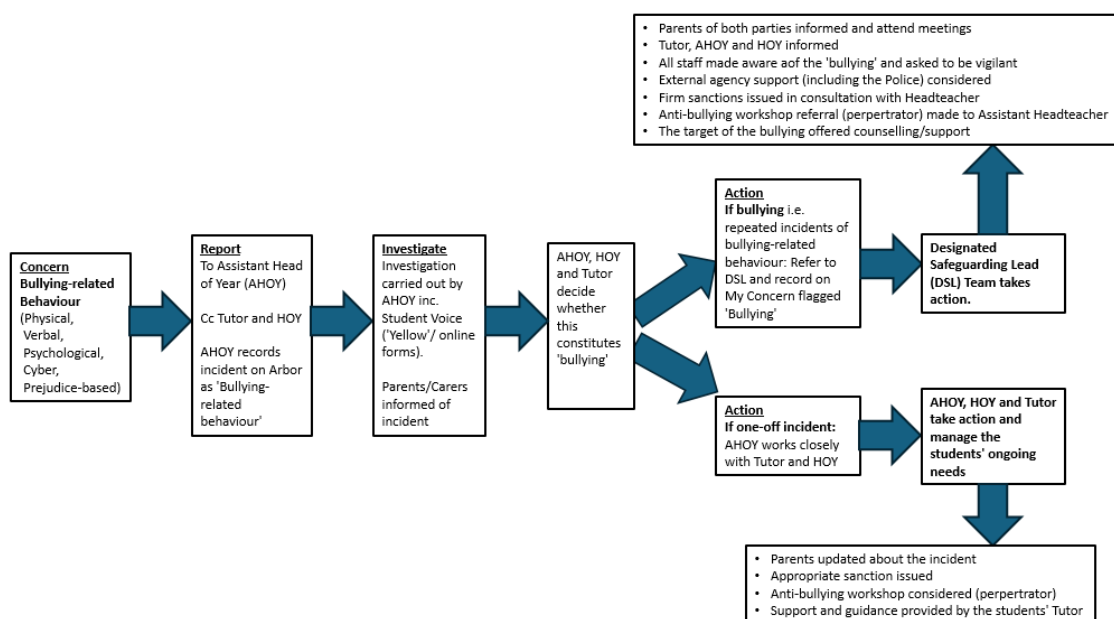 Concern
Bullying-related
Behaviour
(Physical,
Verbal,
Psychological,
Cyber,
Prejudice-based)
Report
To Assistant Head
of Year (AHOY)
Cc Tutor and HOY
AHOY records
incident on Arbor
as 'Bullying-
related
behaviour'
Investigate
Investigation
carried out by
AHOY inc.
Student Voice
('Yellow'/ online
forms).
Parents/Carers
informed of
incident
AHOY, HOY
and Tutor
decide
whether
this
constitutes
'bullying'
Action
If bullying i.e.
repeated incidents of
bullying-related
behaviour: Refer to
DSL and record on
My Concern flagged
'Bullying'
Designated
Safeguarding Lead
(DSL) Team takes
action.
• Parents of both parties informed and attend meetings
• Tutor, AHOY and HOY informed
• All staff made aware aof the 'bullying' and asked to be vigilant
• External agency support (including the Police) considered
• Firm sanctions issued in consultation with Headteacher
• Anti-bullying workshop referral (perpertrator) made to Assistant Headteacher
• The target of the bullying offered counselling/support
Action
If one-off incident:
AHOY works closely
with Tutor and HOY
AHOY, HOY and Tutor
take action and
manage the
students' ongoing
needs
• Parents updated about the incident
• Appropriate sanction issued
• Anti-bullying workshop considered (perpertrator)
• Support and guidance provided by the students' Tutor